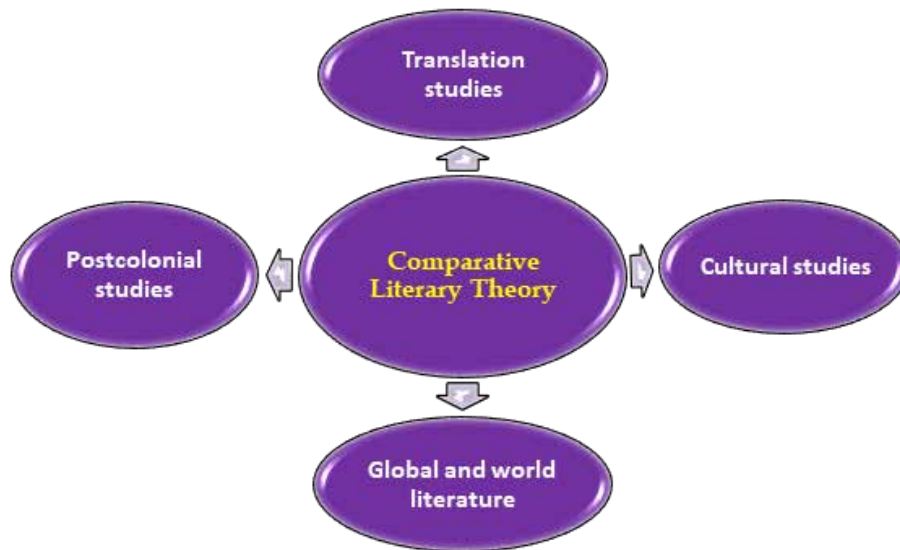 Translation
studies
Postcolonial
studies
Comparative
Literary Theory
Cultural studies
Global and world
literature